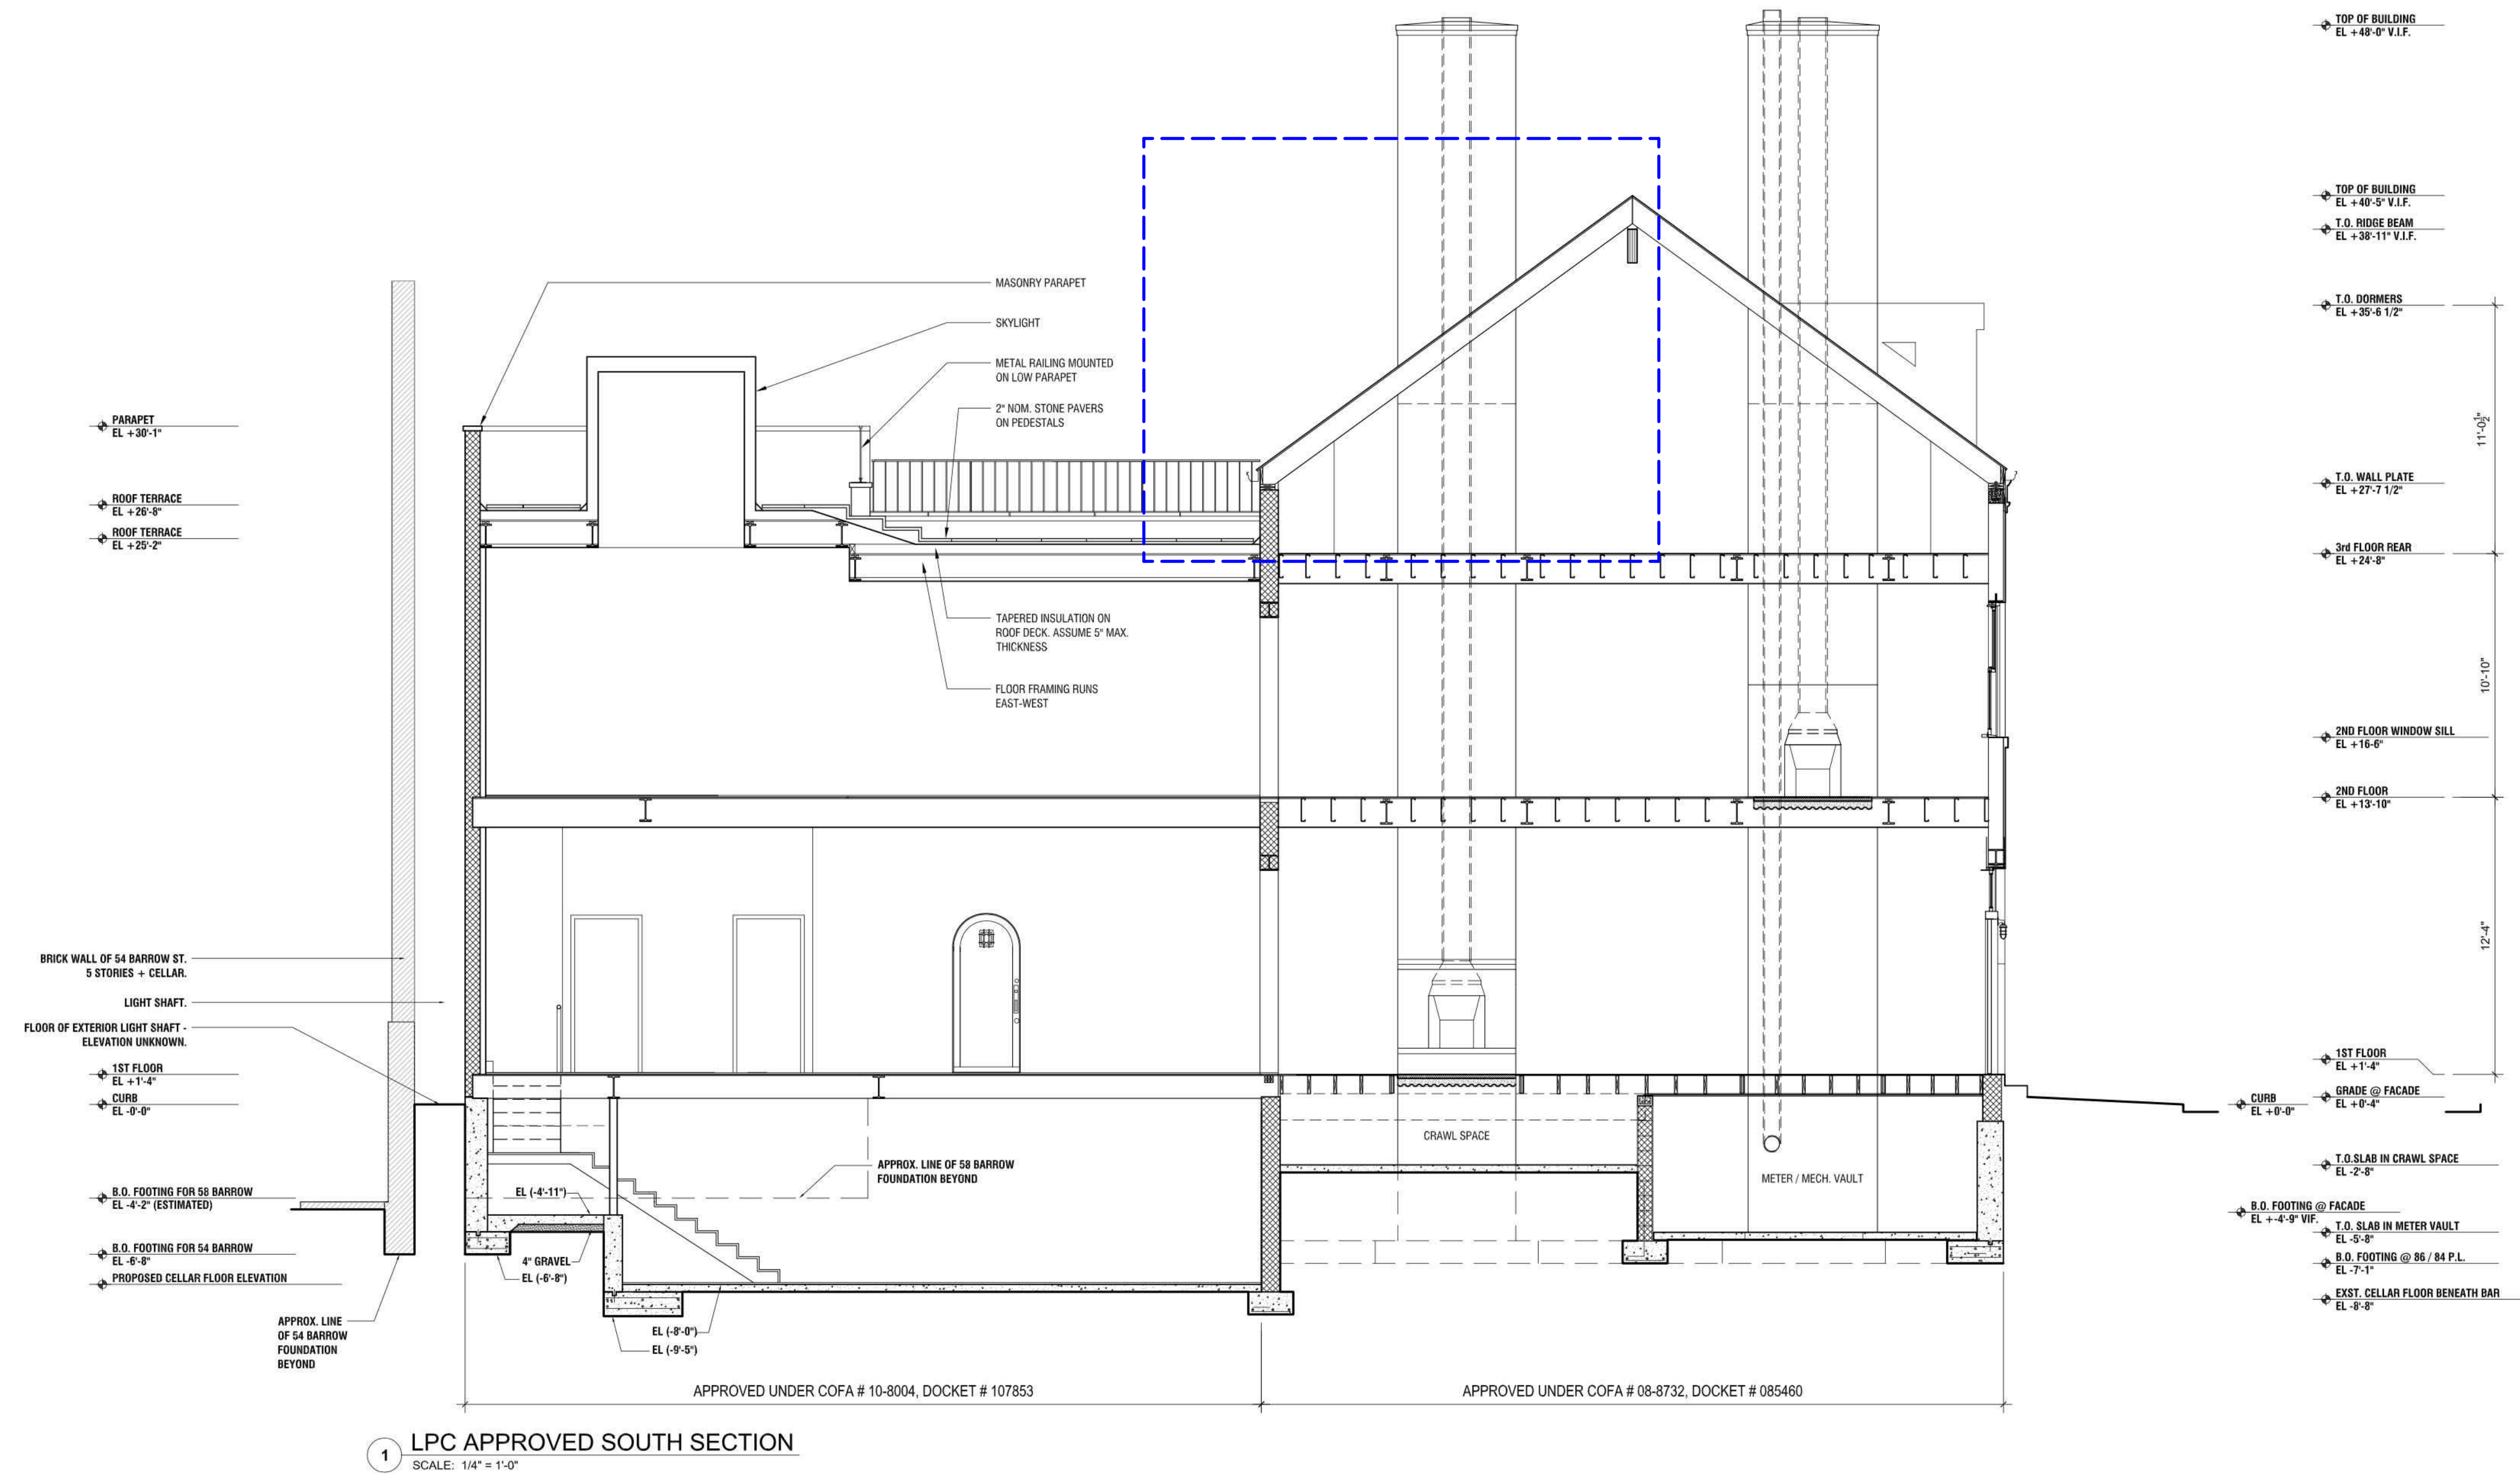 TOP OF BUILDING
EL +48'-0" V.I.F.
TOP OF BUILDING
EL +40'-5" V.I.F.
T.O. RIDGE BEAM
EL +38'-11" V.I.F.
T.O. DORMERS
EL +35'-6 1/2"
11'-0½"
T.O. WALL PLATE
EL +27'-7 1/2"
3rd FLOOR REAR
EL +24'-8"
10'-10"
2ND FLOOR WINDOW SILL
EL +16-6"
2ND FLOOR
EL +13'-10"
12'-4"
1ST FLOOR
EL +1'-4"
GRADE @ FACADE
EL +0'-4"
CURB
EL +0'-0"
T.O.SLAB IN CRAWL SPACE
EL -2'-8"
B.O. FOOTING @ FACADE
EL +-4'-9" VIF.
T.O. SLAB IN METER VAULT
EL -5'-8"
B.O. FOOTING @ 86 / 84 P.L.
EL -7'-1"
EXST. CELLAR FLOOR BENEATH BAR
EL -8'-8"
MASONRY PARAPET
SKYLIGHT
METAL RAILING MOUNTED
ON LOW PARAPET
2" NOM. STONE PAVERS
ON PEDESTALS
TAPERED INSULATION ON
ROOF DECK. ASSUME 5" MAX.
THICKNESS
FLOOR FRAMING RUNS
EAST-WEST
PARAPET
EL +30'-1"
ROOF TERRACE
EL +26'-8"
ROOF TERRACE
EL +25'-2"
BRICK WALL OF 54 BARROW ST.
5 STORIES + CELLAR.
LIGHT SHAFT.
FLOOR OF EXTERIOR LIGHT SHAFT -
ELEVATION UNKNOWN.
1ST FLOOR
EL +1'-4"
CURB
EL -0'-0"
B.O. FOOTING FOR 58 BARROW
EL -4'-2" (ESTIMATED)
B.O. FOOTING FOR 54 BARROW
EL -6'-8"
PROPOSED CELLAR FLOOR ELEVATION
APPROX. LINE
OF 54 BARROW
FOUNDATION
BEYOND
EL (-4'-11")
4" GRAVEL
EL (-6'-8")
EL (-8'-0")
EL (-9'-5")
APPROX. LINE OF 58 BARROW
FOUNDATION BEYOND
CRAWL SPACE
METER / MECH. VAULT
APPROVED UNDER COFA # 10-8004, DOCKET # 107853
APPROVED UNDER COFA # 08-8732, DOCKET # 085460
1
LPC APPROVED SOUTH SECTION
SCALE: 1/4" = 1'-0"